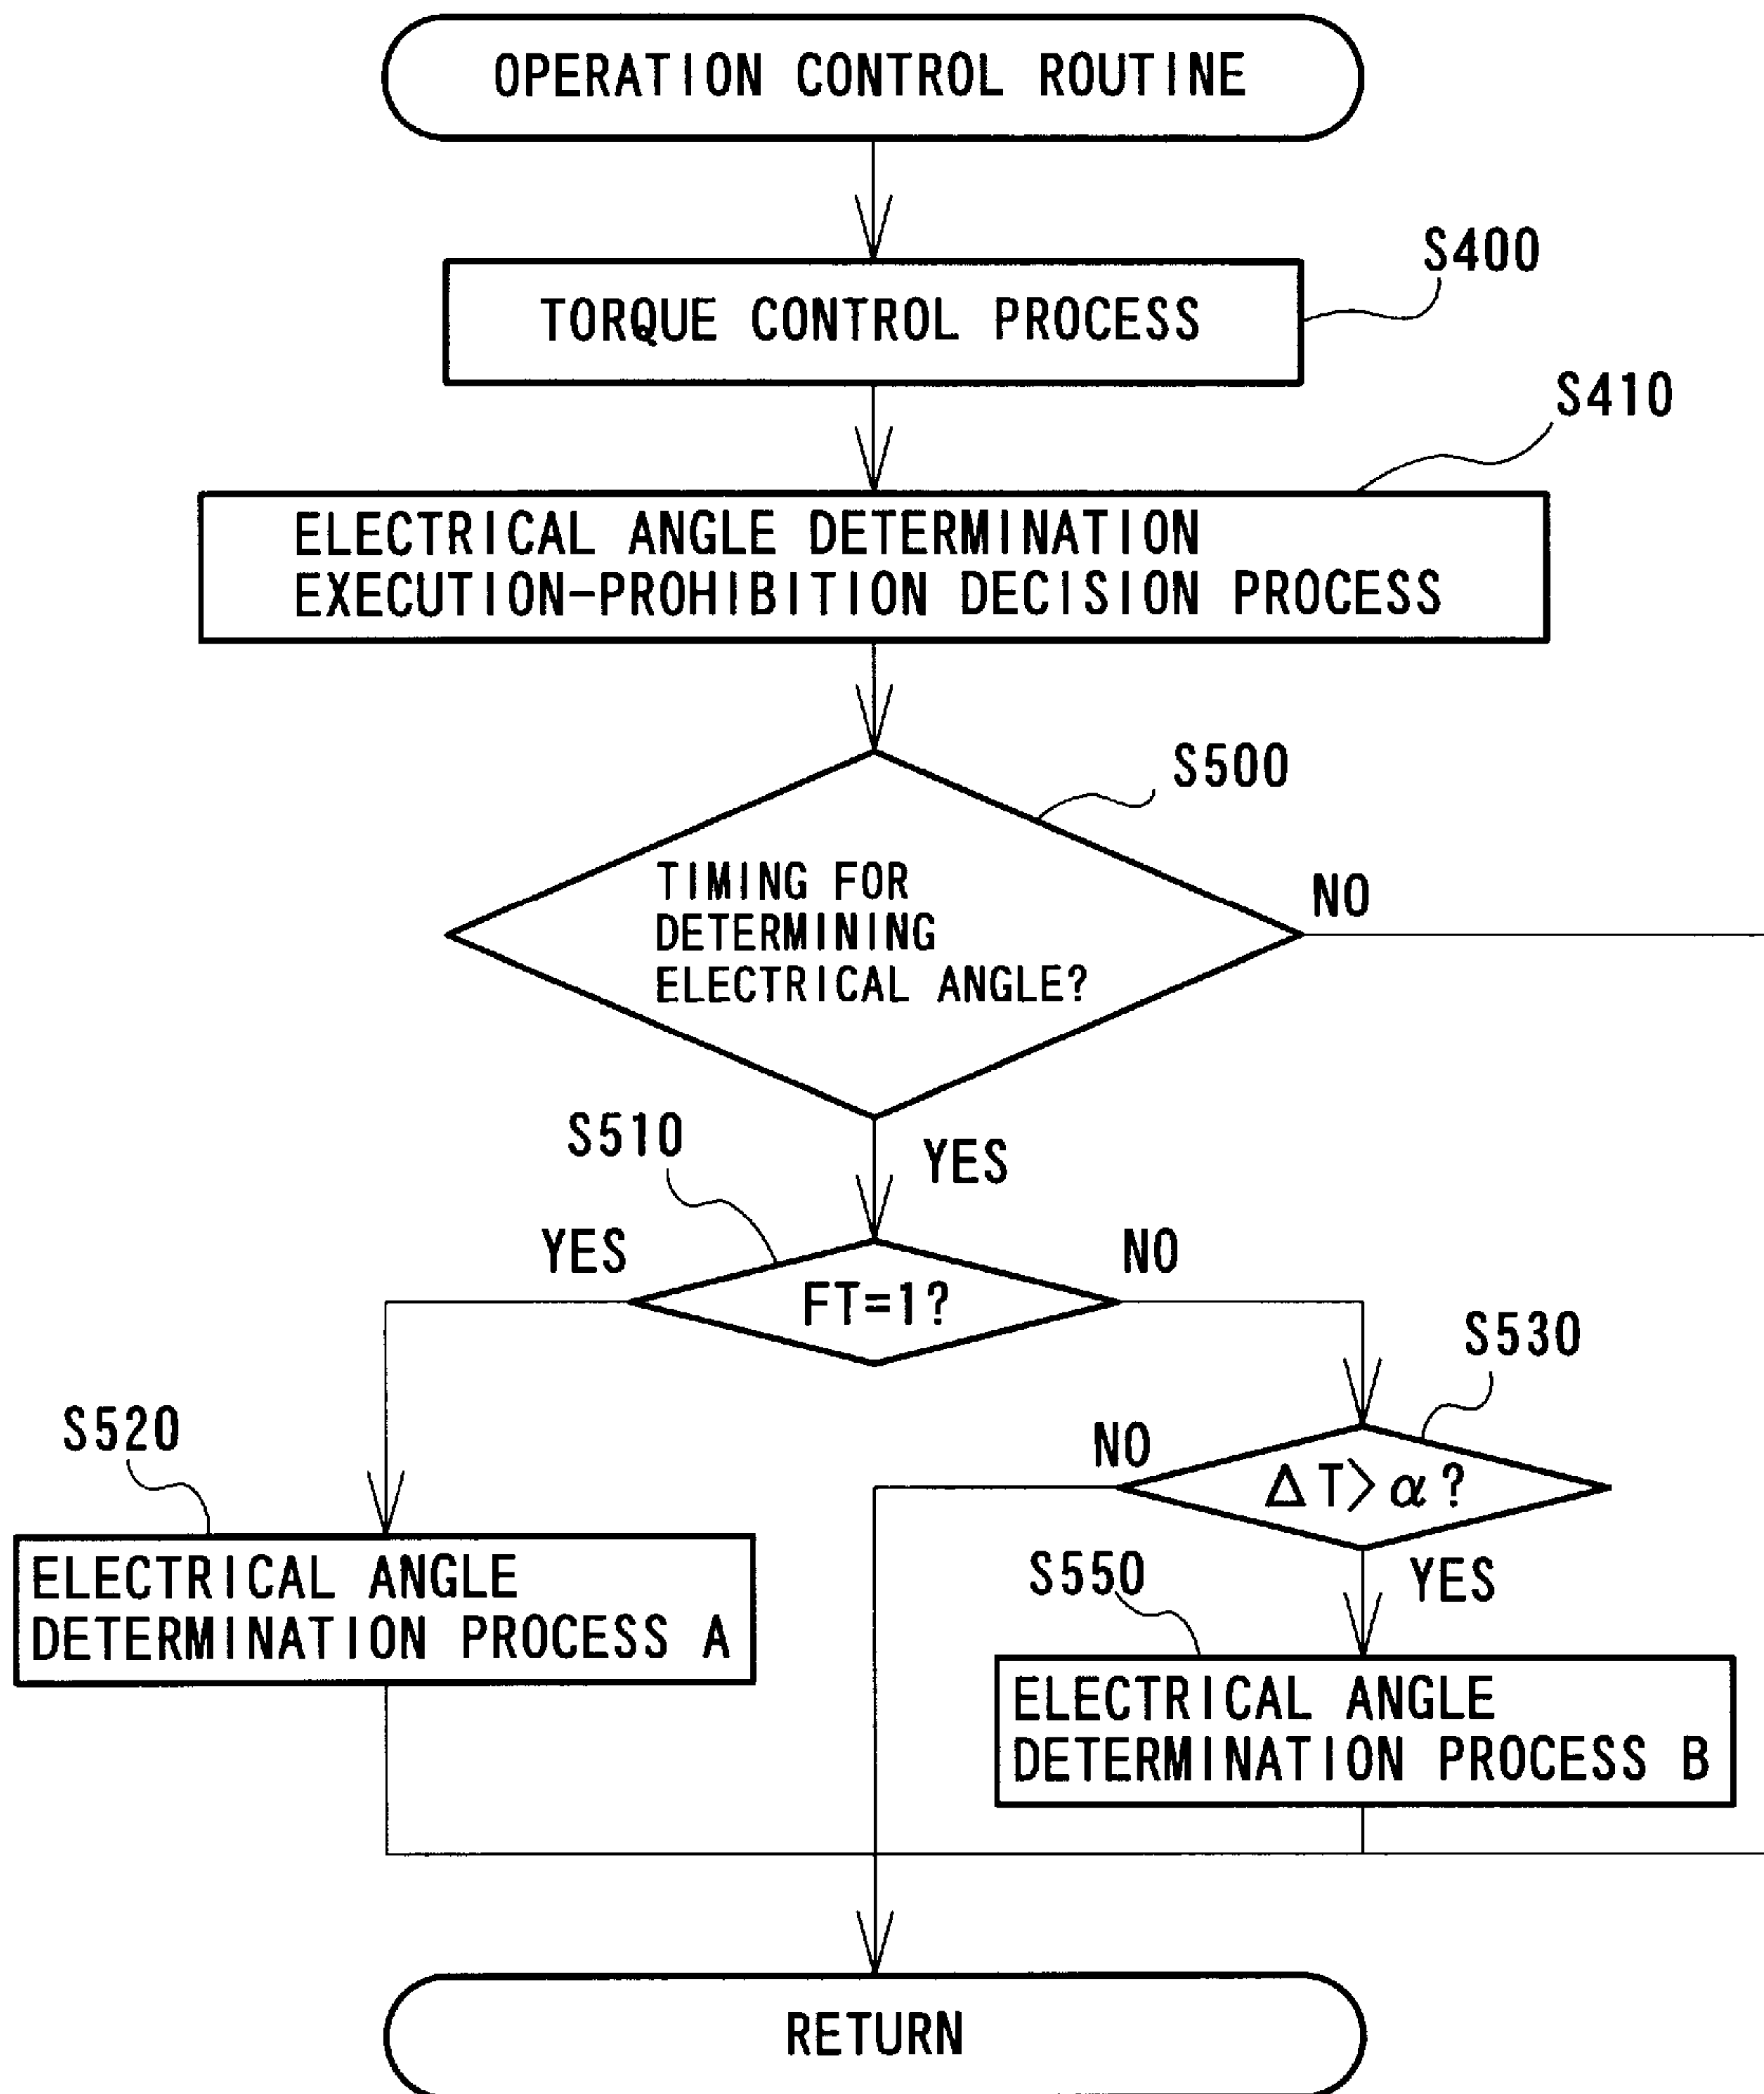 OPERATION CONTROL ROUTINE
S400
TORQUE CONTROL PROCESS
S410
ELECTRICAL ANGLE DETERMINATION
EXECUTION-PROHIBITION DECISION PROCESS
S500
TIMING FOR
DETERMINING
ELECTRICAL ANGLE?
NO
YES
S510
YES
FT=1?
NO
S530
NO
ΔT>α?
YES
S520
ELECTRICAL ANGLE
DETERMINATION PROCESS A
S550
ELECTRICAL ANGLE
DETERMINATION PROCESS B
RETURN